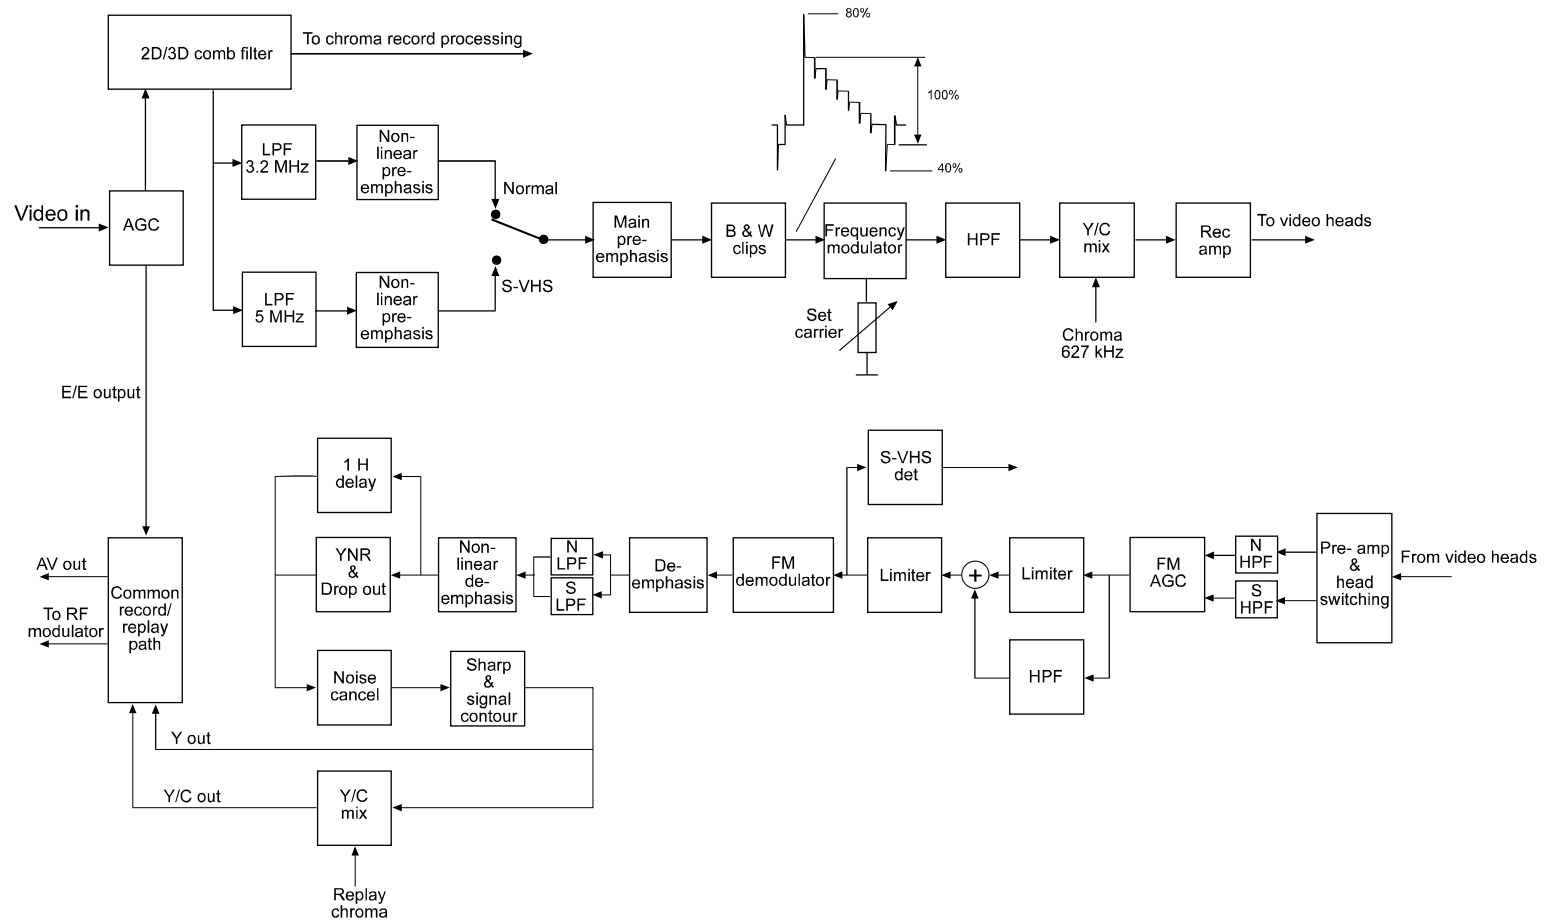 80%
2D/3D comb filter
To chroma record processing
100%
40%
LPF
3.2 MHz
Non-
linear
pre-
emphasis
Normal
Video in
AGC
Main
pre-
emphasis
B & W
clips
Frequency
modulator
HPF
Y/C
mix
Rec
amp
To video heads
LPF
5 MHz
Non-
linear
pre-
emphasis
S-VHS
Set
carrier
Chroma
627 kHz
E/E output
1 H
delay
S-VHS
det
AV out
To RF
modulator
Common
record/
replay
path
YNR
&
Drop out
Non-
linear
de-
emphasis
N
LPF
S
LPF
De-
emphasis
FM
demodulator
Limiter
+
Limiter
FM
AGC
N
HPF
S
HPF
Pre- amp
&
head
switching
From video heads
HPF
Noise
cancel
Sharp
&
signal
contour
Y out
Y/C out
Y/C
mix
Replay
chroma